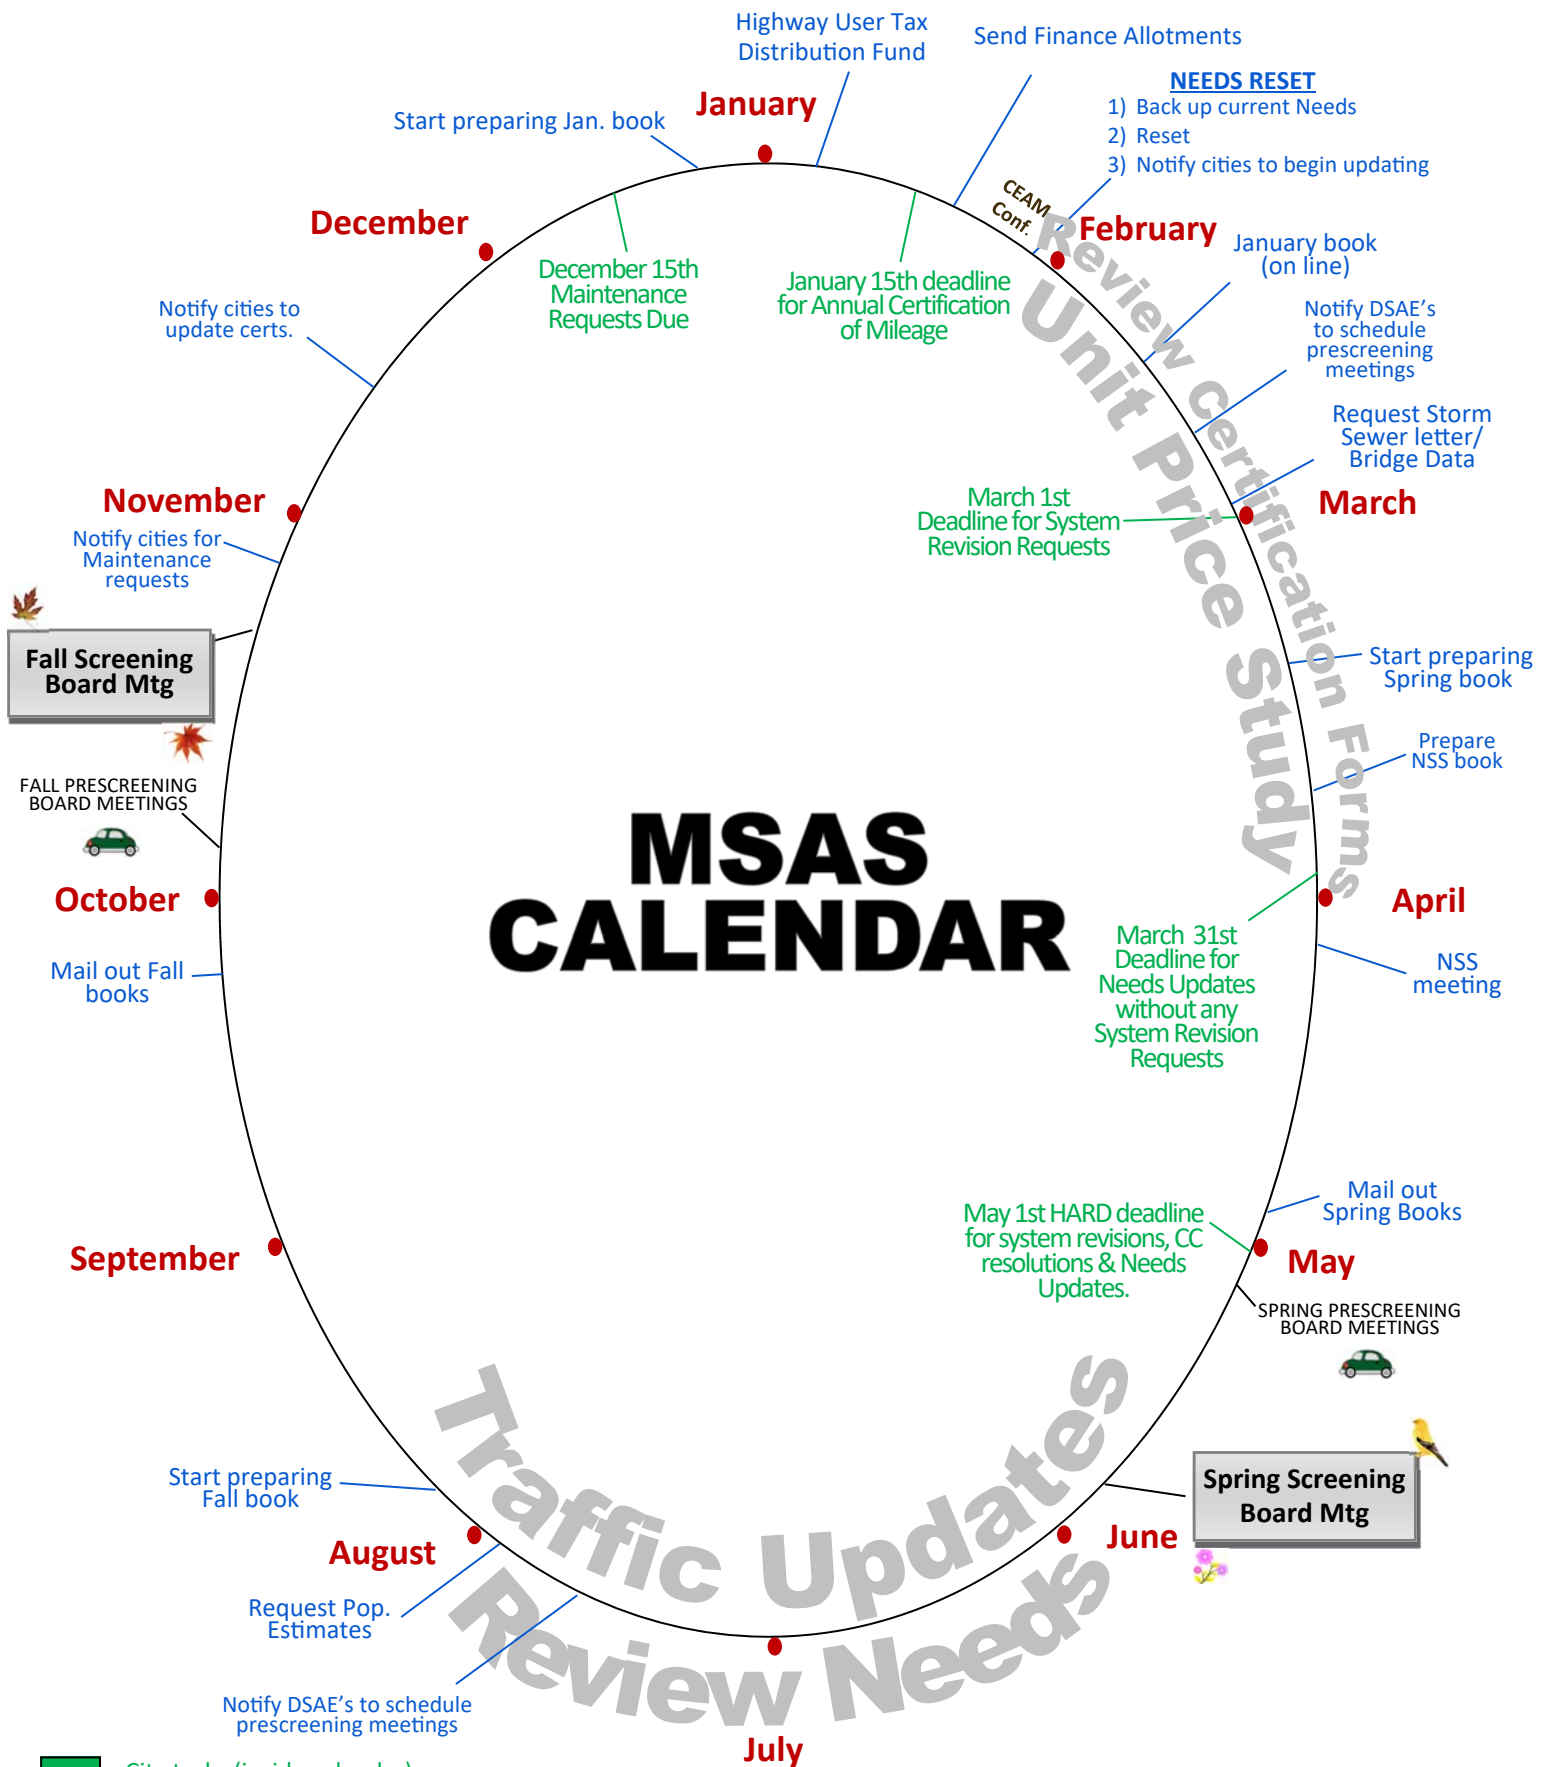 Highway User Tax
Distribution Fund
Send Finance Allotments
NEEDS RESET
1) Back up current Needs
2) Reset
3) Notify cities to begin updating
January
Start preparing Jan. book
CEAM
Conf.
February
December
December 15th
Maintenance
Requests Due
January 15th deadline
for Annual Certification
of Mileage
January book
(on line)
Notify DSAE's
to schedule
prescreening
meetings
Notify cities to
update certs.
Review Certification Forms
Unit Price Study
Request Storm
Sewer letter/
Bridge Data
March
March 1st
Deadline for System
Revision Requests
November
Notify cities for
Maintenance
requests
Fall Screening
Board Mtg
Start preparing
Spring book
Prepare
NSS book
FALL PRESCREENING
BOARD MEETINGS
MSAS
CALENDAR
October
April
March 31st
Deadline for
Needs Updates
without any
System Revision
Requests
NSS
meeting
Mail out Fall
books
Mail out
Spring Books
May 1st HARD deadline
for system revisions, CC
resolutions & Needs
Updates.
September
May
SPRING PRESCREENING
BOARD MEETINGS
Spring Screening
Board Mtg
Traffic Updates
Review Needs
Start preparing
Fall book
August
June
Request Pop.
Estimates
Notify DSAE's to schedule
prescreening meetings
July